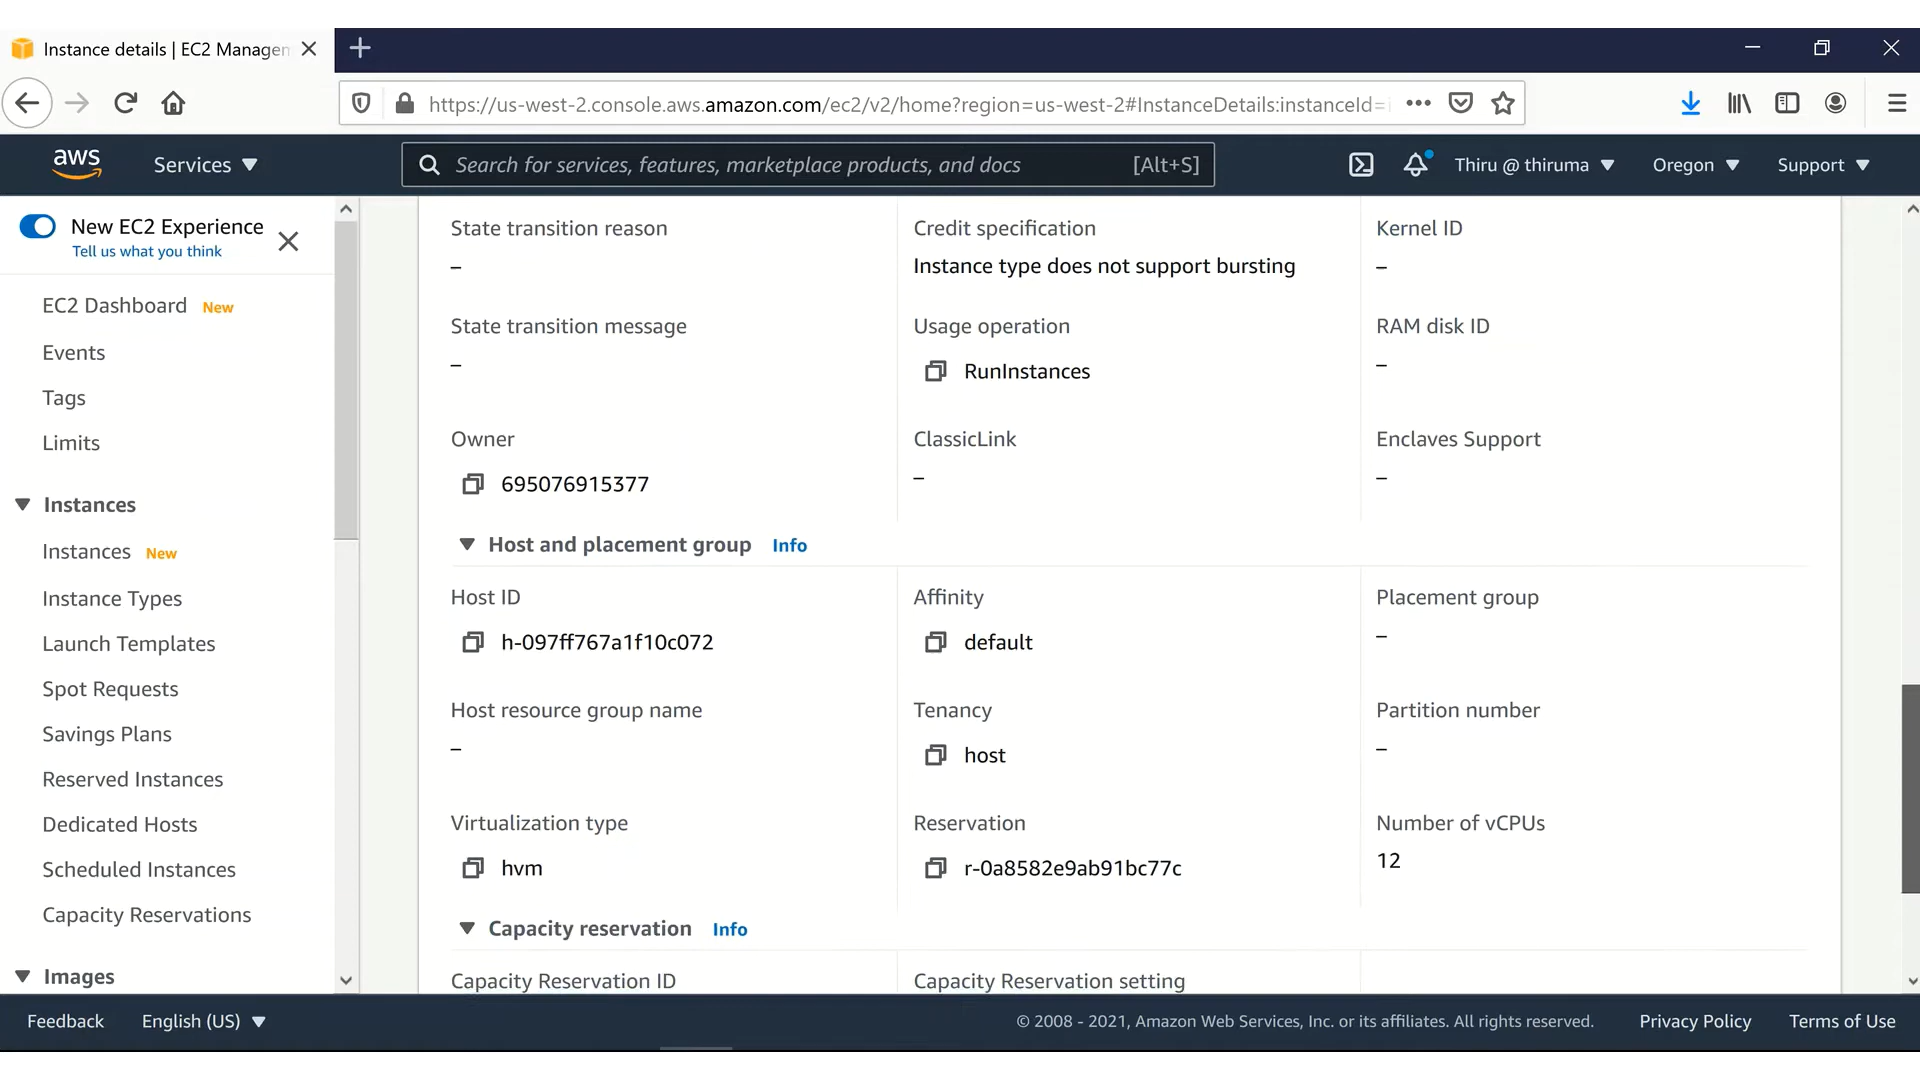 Instance details | EC2 Managen
https://us-west-2.console.aws.amazon.com/ec2/v2/home?region=us-west-2#InstanceDetails:instanceId=
aws
Services
Search for services, features, marketplace products, and docs
[Alt+S]
Thiru @ thiruma
Oregon
Support
New EC2 Experience
Tell us what you think
EC2 Dashboard New
Events
Tags
Limits
Instances
Instances New
Instance Types
Launch Templates
Spot Requests
Savings Plans
Reserved Instances
Dedicated Hosts
Scheduled Instances
Capacity Reservations
Images
State transition reason
–
Credit specification
Instance type does not support bursting
Kernel ID
–
State transition message
–
Usage operation
RunInstances
RAM disk ID
–
Owner
695076915377
ClassicLink
–
Enclaves Support
–
Host and placement group Info
Host ID
h-097ff767a1f10c072
Affinity
default
Placement group
–
Host resource group name
–
Tenancy
host
Partition number
–
Virtualization type
hvm
Reservation
r-0a8582e9ab91bc77c
Number of vCPUs
12
Capacity reservation Info
Capacity Reservation ID
Capacity Reservation setting
Feedback
English (US)
© 2008 - 2021, Amazon Web Services, Inc. or its affiliates. All rights reserved.
Privacy Policy
Terms of Use